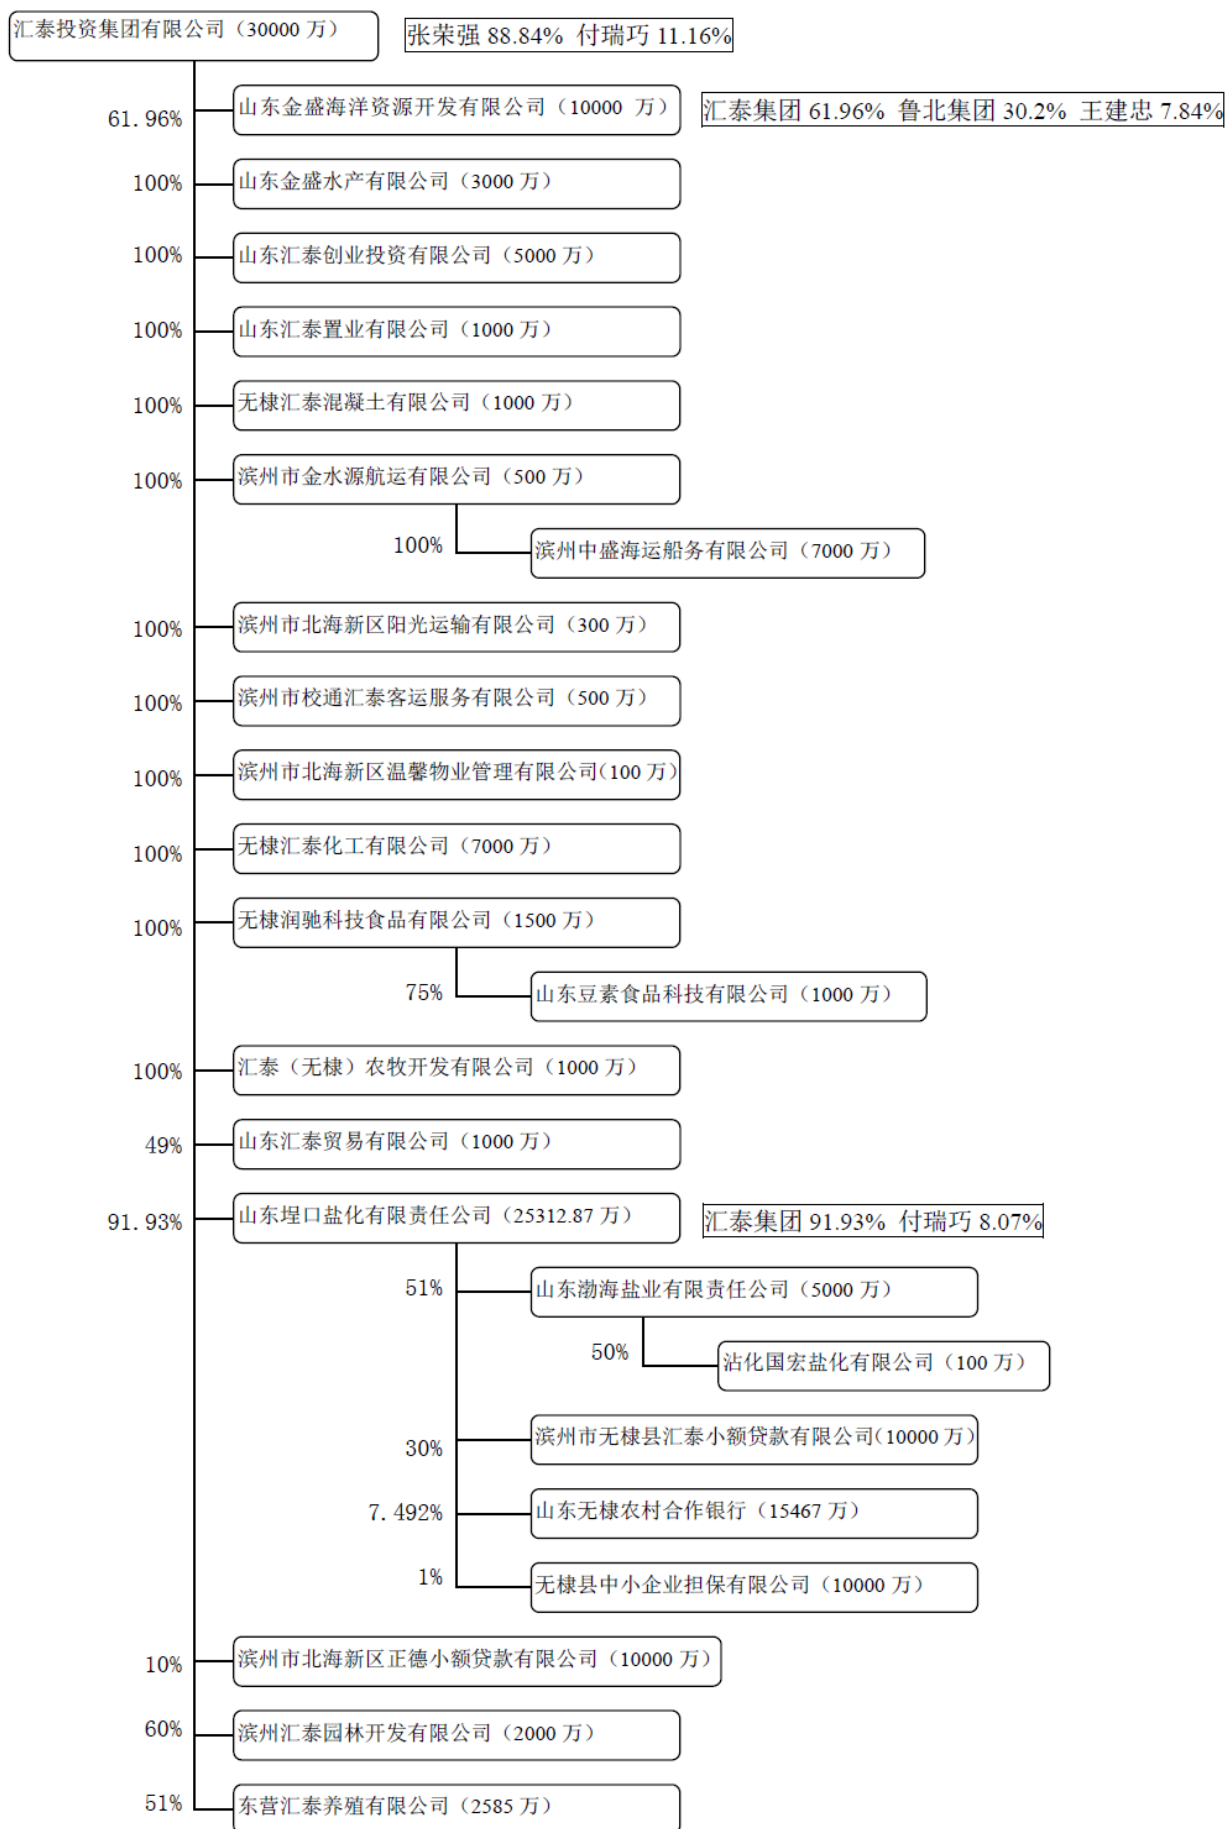 汇泰投资集团有限公司（30000 万）
张荣强 88.84% 付瑞巧 11.16%
61.96%
山东金盛海洋资源开发有限公司（10000 万）
汇泰集团 61.96% 鲁北集团 30.2% 王建忠 7.84%
100%
山东金盛水产有限公司（3000 万）
100%
山东汇泰创业投资有限公司（5000 万）
100%
山东汇泰置业有限公司（1000 万）
100%
无棣汇泰混凝土有限公司（1000 万）
100%
滨州市金水源航运有限公司（500 万）
100%
滨州中盛海运船务有限公司（7000 万）
100%
滨州市北海新区阳光运输有限公司（300 万）
100%
滨州市校通汇泰客运服务有限公司（500 万）
100%
滨州市北海新区温馨物业管理有限公司(100 万)
100%
无棣汇泰化工有限公司（7000 万）
100%
无棣润驰科技食品有限公司（1500 万）
75%
山东豆素食品科技有限公司（1000 万）
100%
汇泰（无棣）农牧开发有限公司（1000 万）
49%
山东汇泰贸易有限公司（1000 万）
91.93%
山东埕口盐化有限责任公司（25312.87 万）
汇泰集团 91.93% 付瑞巧 8.07%
51%
山东渤海盐业有限责任公司（5000 万）
50%
沾化国宏盐化有限公司（100 万）
30%
滨州市无棣县汇泰小额贷款有限公司(10000 万)
7.492%
山东无棣农村合作银行（15467 万）
1%
无棣县中小企业担保有限公司（10000 万）
10%
滨州市北海新区正德小额贷款有限公司（10000 万）
60%
滨州汇泰园林开发有限公司（2000 万）
51%
东营汇泰养殖有限公司（2585 万）